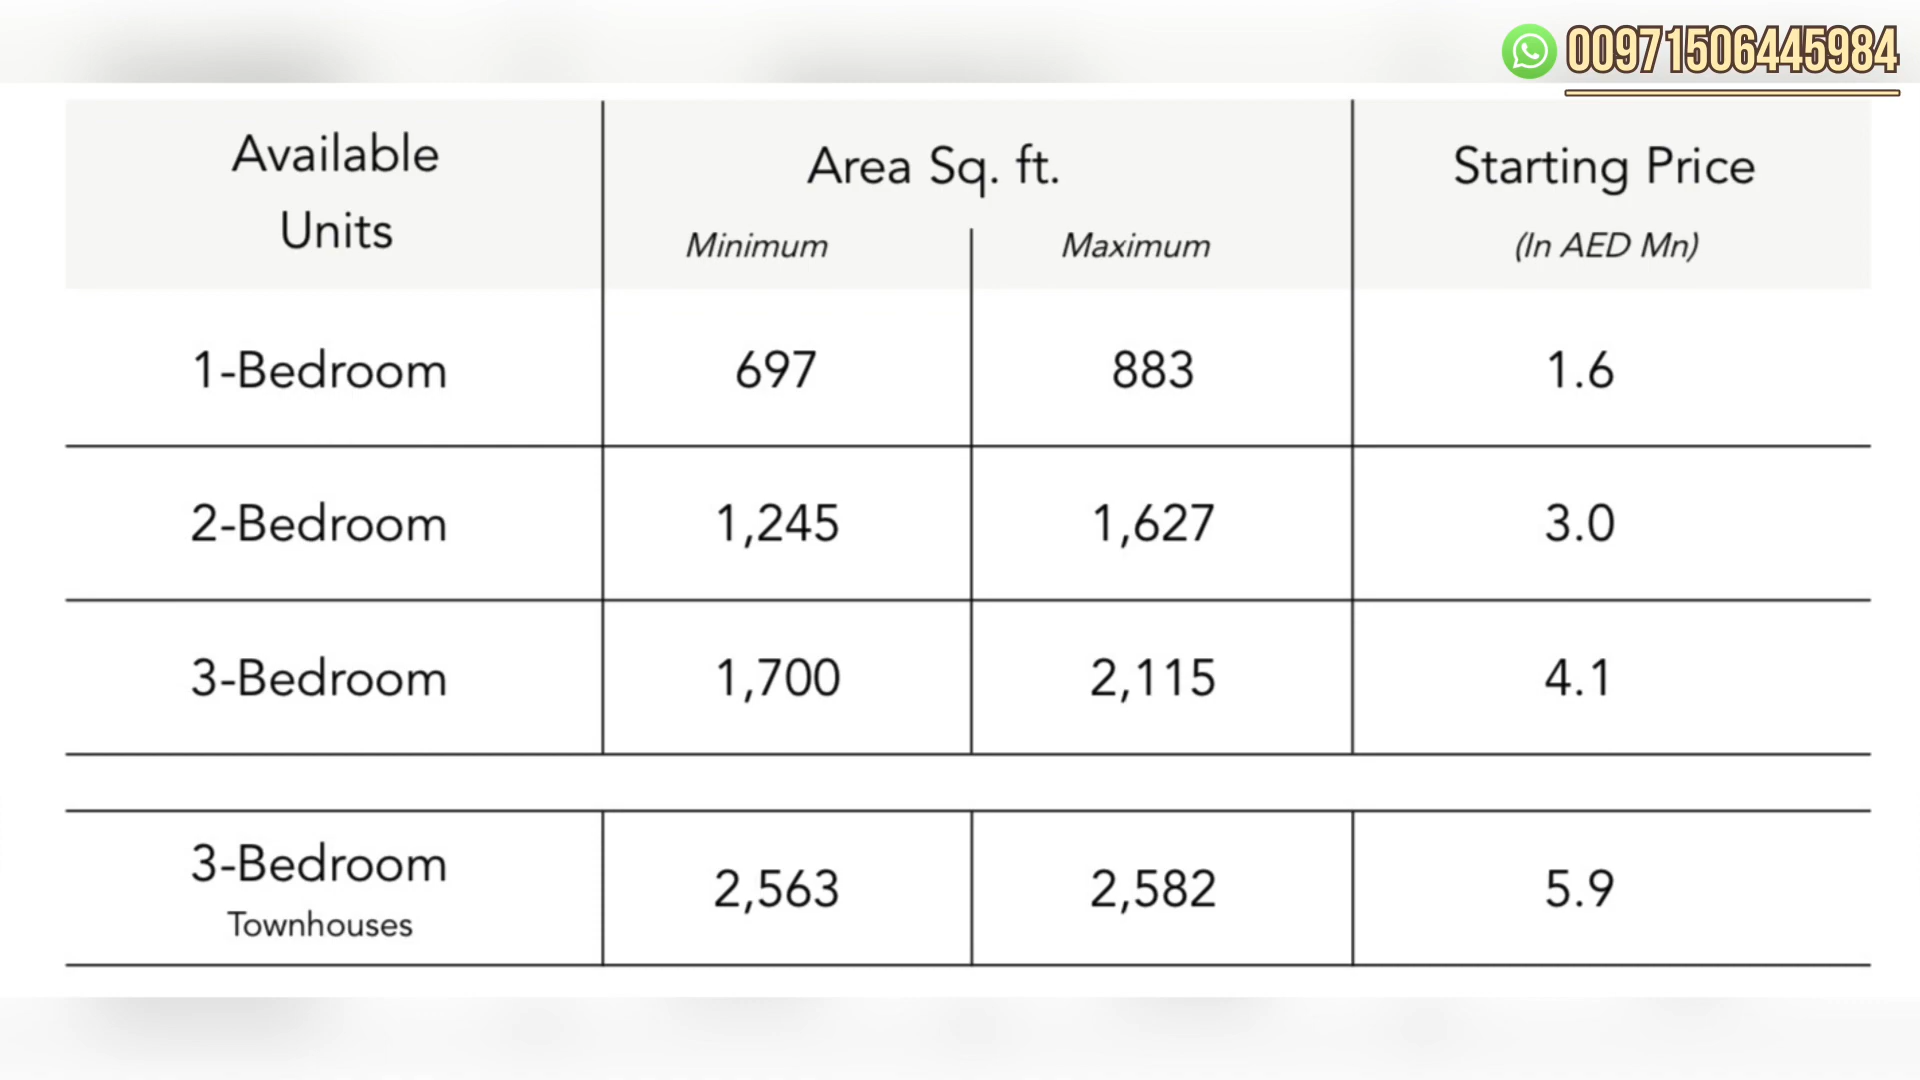 00971506445984
Available Units
Area Sq. ft.
Starting Price
Minimum
Maximum
(In AED Mn)
1-Bedroom 697 883 1.6
2-Bedroom 1,245 1,627 3.0
3-Bedroom 1,700 2,115 4.1
3-Bedroom
Townhouses
2,563 2,582 5.9